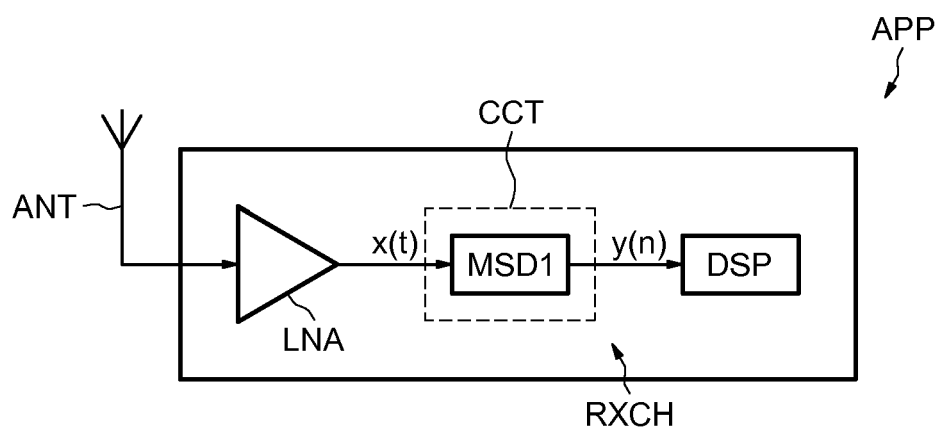 APP
CCT
ANT
x(t)
MSD1
y(n)
DSP
LNA
RXCH